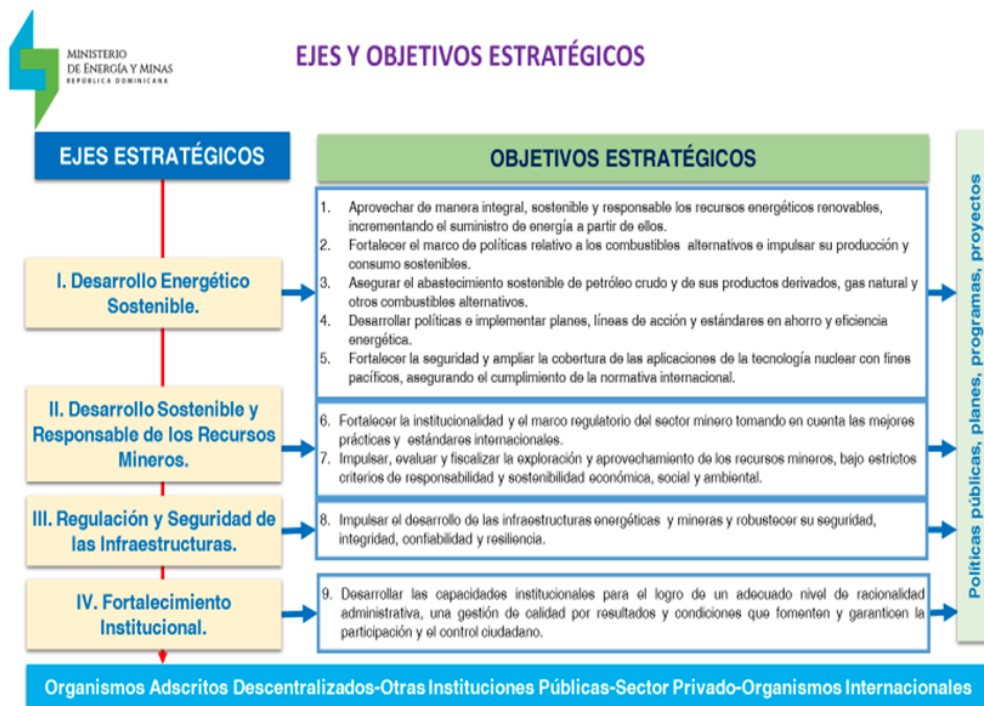 MINISTERIO
DE ENERGÍA Y MINAS
REPÚBLICA DOMINICANA
EJES Y OBJETIVOS ESTRATÉGICOS
EJES ESTRATÉGICOS
OBJETIVOS ESTRATÉGICOS
I. Desarrollo Energético
Sostenible.
1. Aprovechar de manera integral, sostenible y responsable los recursos energéticos renovables,
incrementando el suministro de energía a partir de ellos.
2. Fortalecer el marco de políticas relativo a los combustibles alternativos e impulsar su producción y
consumo sostenibles.
3. Asegurar el abastecimiento sostenible de petróleo crudo y de sus productos derivados, gas natural y
otros combustibles alternativos.
4. Desarrollar políticas e implementar planes, líneas de acción y estándares en ahorro y eficiencia
energética.
5. Fortalecer la seguridad y ampliar la cobertura de las aplicaciones de la tecnología nuclear con fines
pacíficos, asegurando el cumplimiento de la normativa internacional.
II. Desarrollo Sostenible y
Responsable de los Recursos
Mineros.
6. Fortalecer la institucionalidad y el marco regulatorio del sector minero tomando en cuenta las mejores
prácticas y estándares internacionales.
7. Impulsar, evaluar y fiscalizar la exploración y aprovechamiento de los recursos mineros, bajo estrictos
criterios de responsabilidad y sostenibilidad económica, social y ambiental.
III. Regulación y Seguridad de
las Infraestructuras.
8. Impulsar el desarrollo de las infraestructuras energéticas y mineras y robustecer su seguridad,
integridad, confiabilidad y resiliencia.
IV. Fortalecimiento
Institucional.
9. Desarrollar las capacidades institucionales para el logro de un adecuado nivel de racionalidad
administrativa, una gestión de calidad por resultados y condiciones que fomenten y garanticen la
participación y el control ciudadano.
Políticas públicas, planes, programas, proyectos
Organismos Adscritos Descentralizados-Otras Instituciones Públicas-Sector Privado-Organismos Internacionales